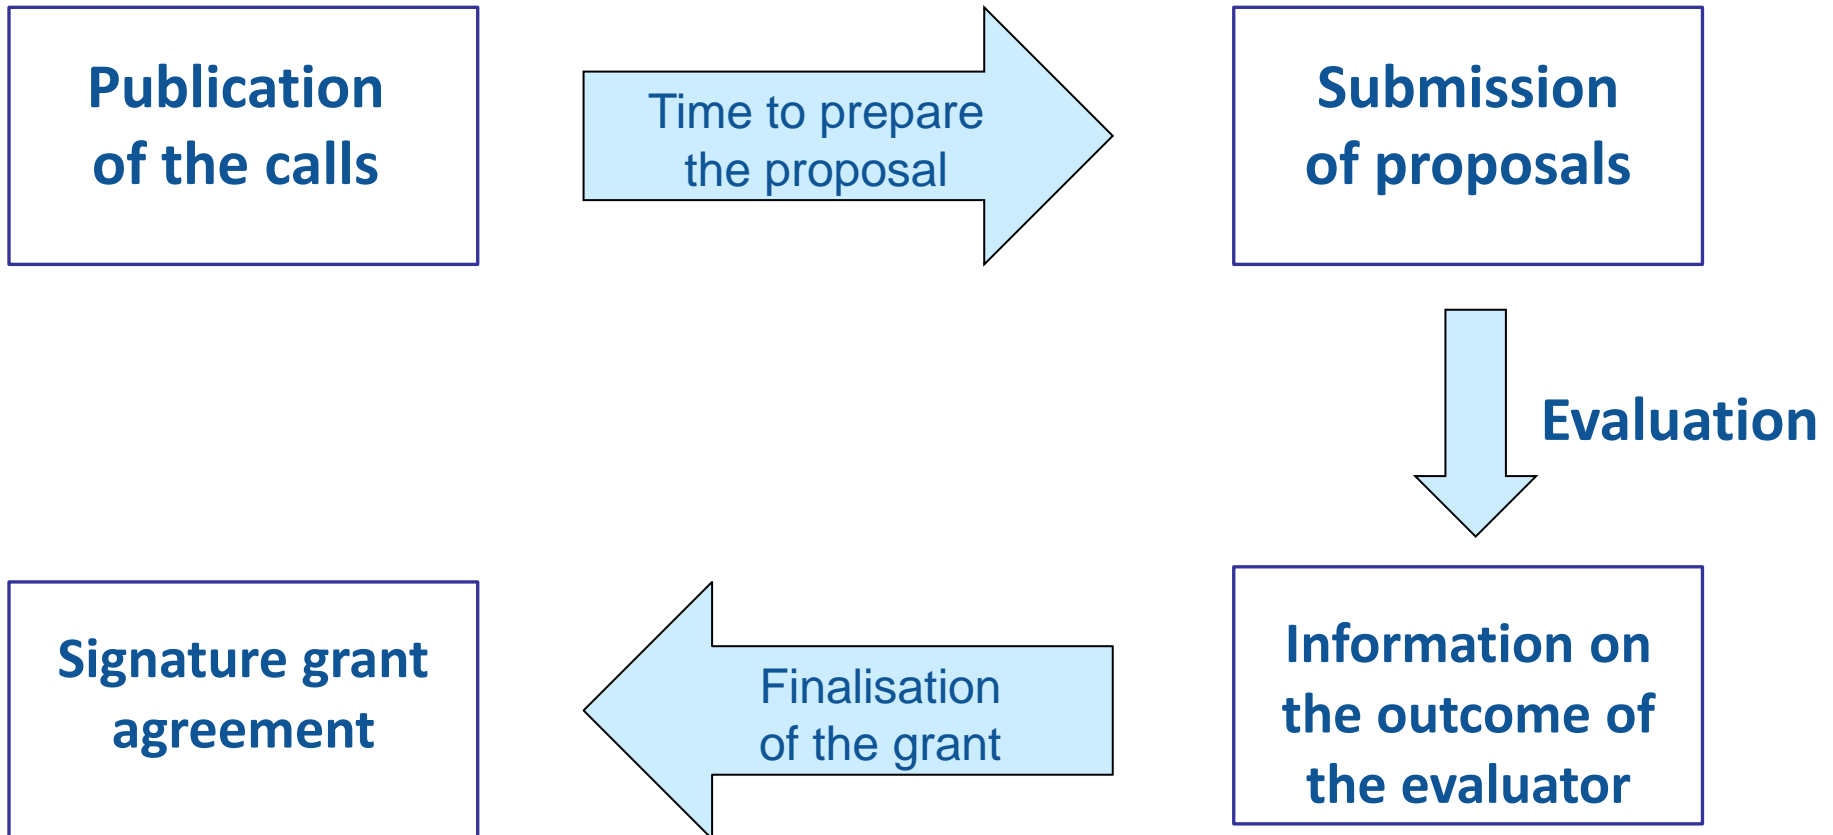 Publication
of the calls
Time to prepare
the proposal
Submission
of proposals
Evaluation
Information on
the outcome of
the evaluator
Finalisation
of the grant
Signature grant
agreement